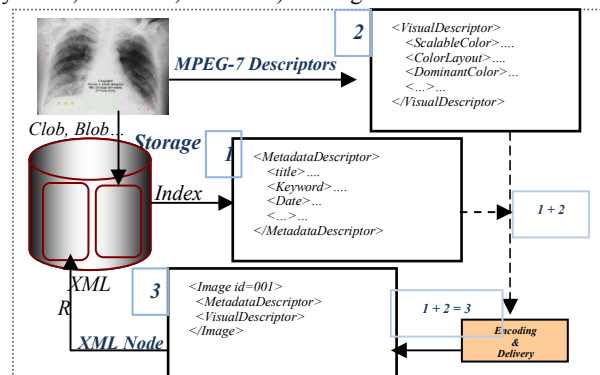 2
<VisualDescriptor>
<ScalableColor>....
<ColorLayout>....
<DominantColor>...
<...>...
</VisualDescriptor>
MPEG-7 Descriptors
Clob, Blob...
Storage
1
<MetadataDescriptor>
<title>....
<Keyword>....
<Date>...
<...>...
</MetadataDescriptor>
Index
1 + 2
XML
R
3
<Image id=001>
<MetadataDescriptor>
<VisualDescriptor>
</Image>
1 + 2 = 3
XML Node
Encoding
&
Delivery